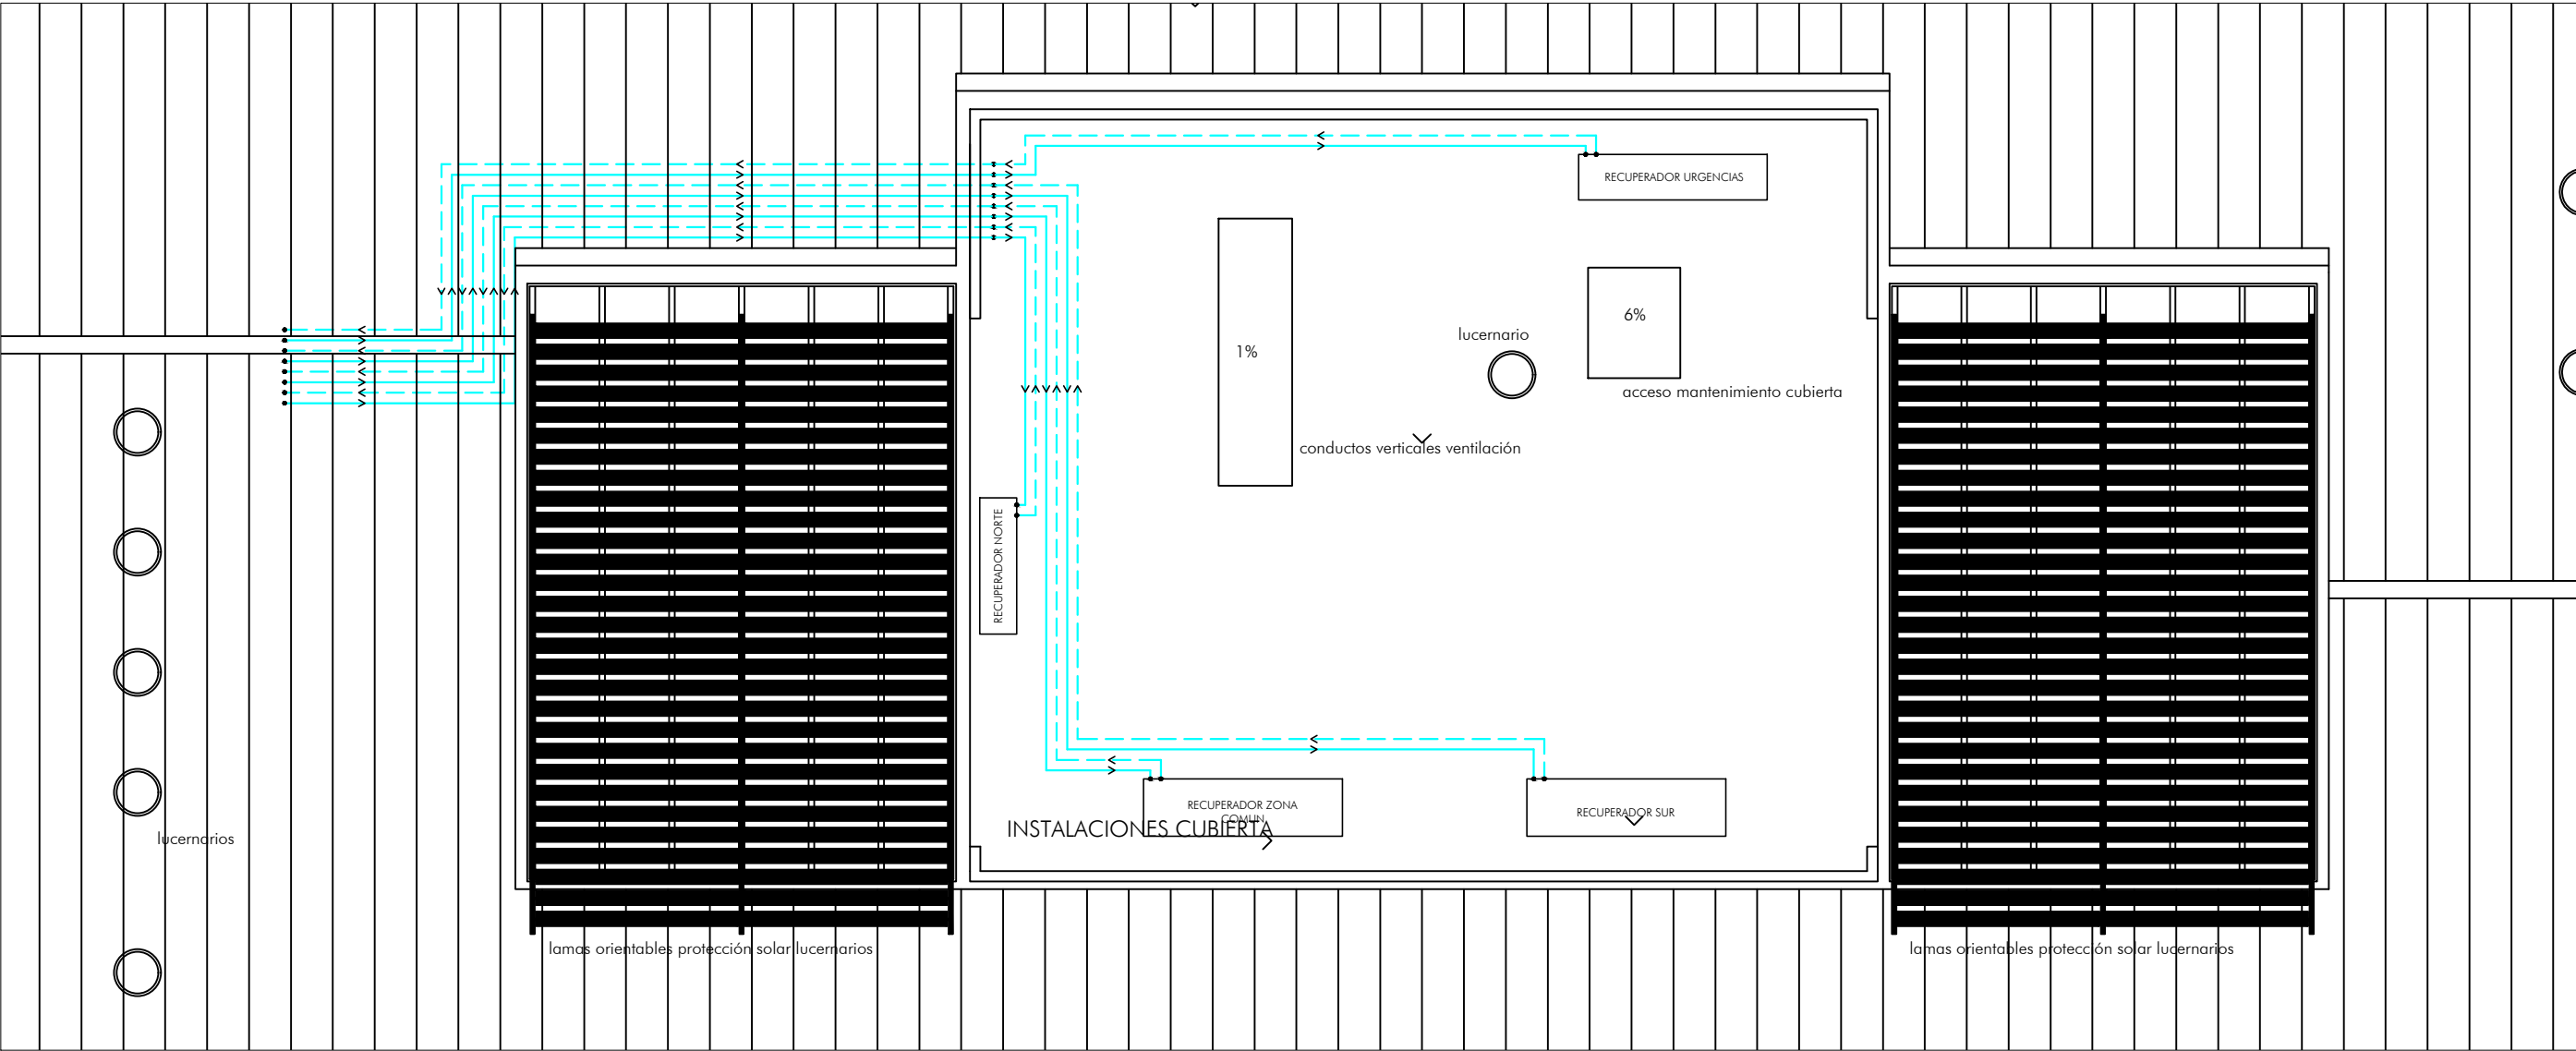 RECUPERADOR URGENCIAS
6%
lucernario
1%
acceso mantenimiento cubierta
conductos verticales ventilación
RECUPERADOR NORTE
RECUPERADOR ZONA
COMUN
RECUPERADOR SUR
INSTALACIONES CUBIERTA
lucernarios
lamas orientables protección solar lucernarios
lamas orientables protección solar lucernarios